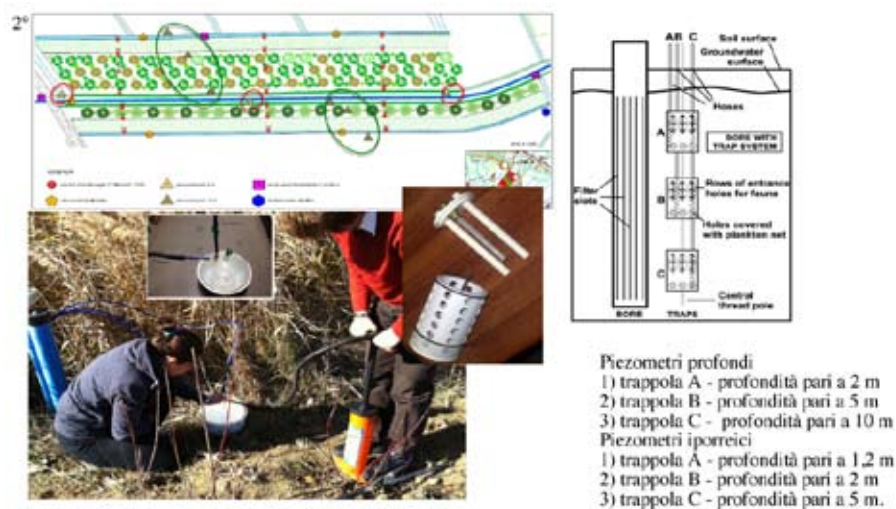 2°
A B C
Soil surface
Groundwater
surface
Hoses
A
BORE WITH
TRAP SYSTEM
Filter
slots
Rows of entrance
holes for fauna
B
Holes covered
with plankton net
C
Central
thread pole
BORE
TRAPS
Piezometri profondi
1) trappola A - profondità pari a 2 m
2) trappola B - profondità pari a 5 m
3) trappola C - profondità pari a 10 m
Piezometri iporreici
1) trappola A - profondità pari a 1,2 m
2) trappola B - profondità pari a 2 m
3) trappola C - profondità pari a 5 m.